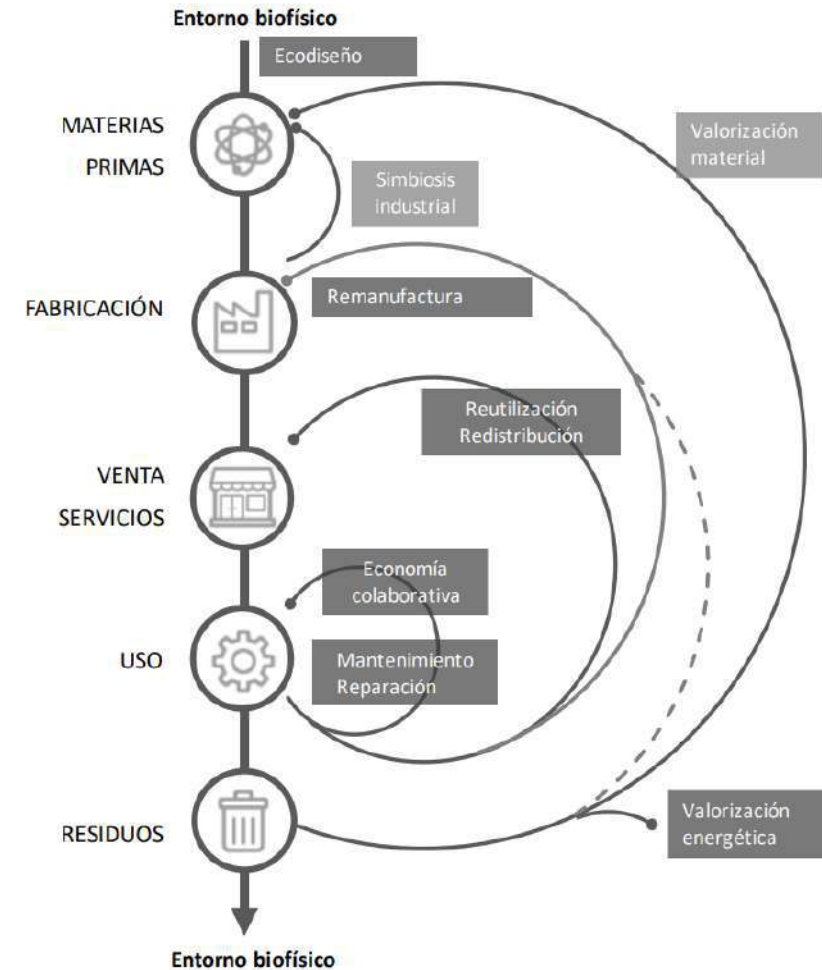 Entorno biofísico
Ecodiseño
MATERIAS
PRIMAS
Valorización
material
Simbiosis
industrial
FABRICACIÓN
Remanufactura
Reutilización
Redistribución
VENTA
SERVICIOS
Economía
colaborativa
USO
Mantenimiento
Reparación
RESIDUOS
Valorización
energética
Entorno biofísico